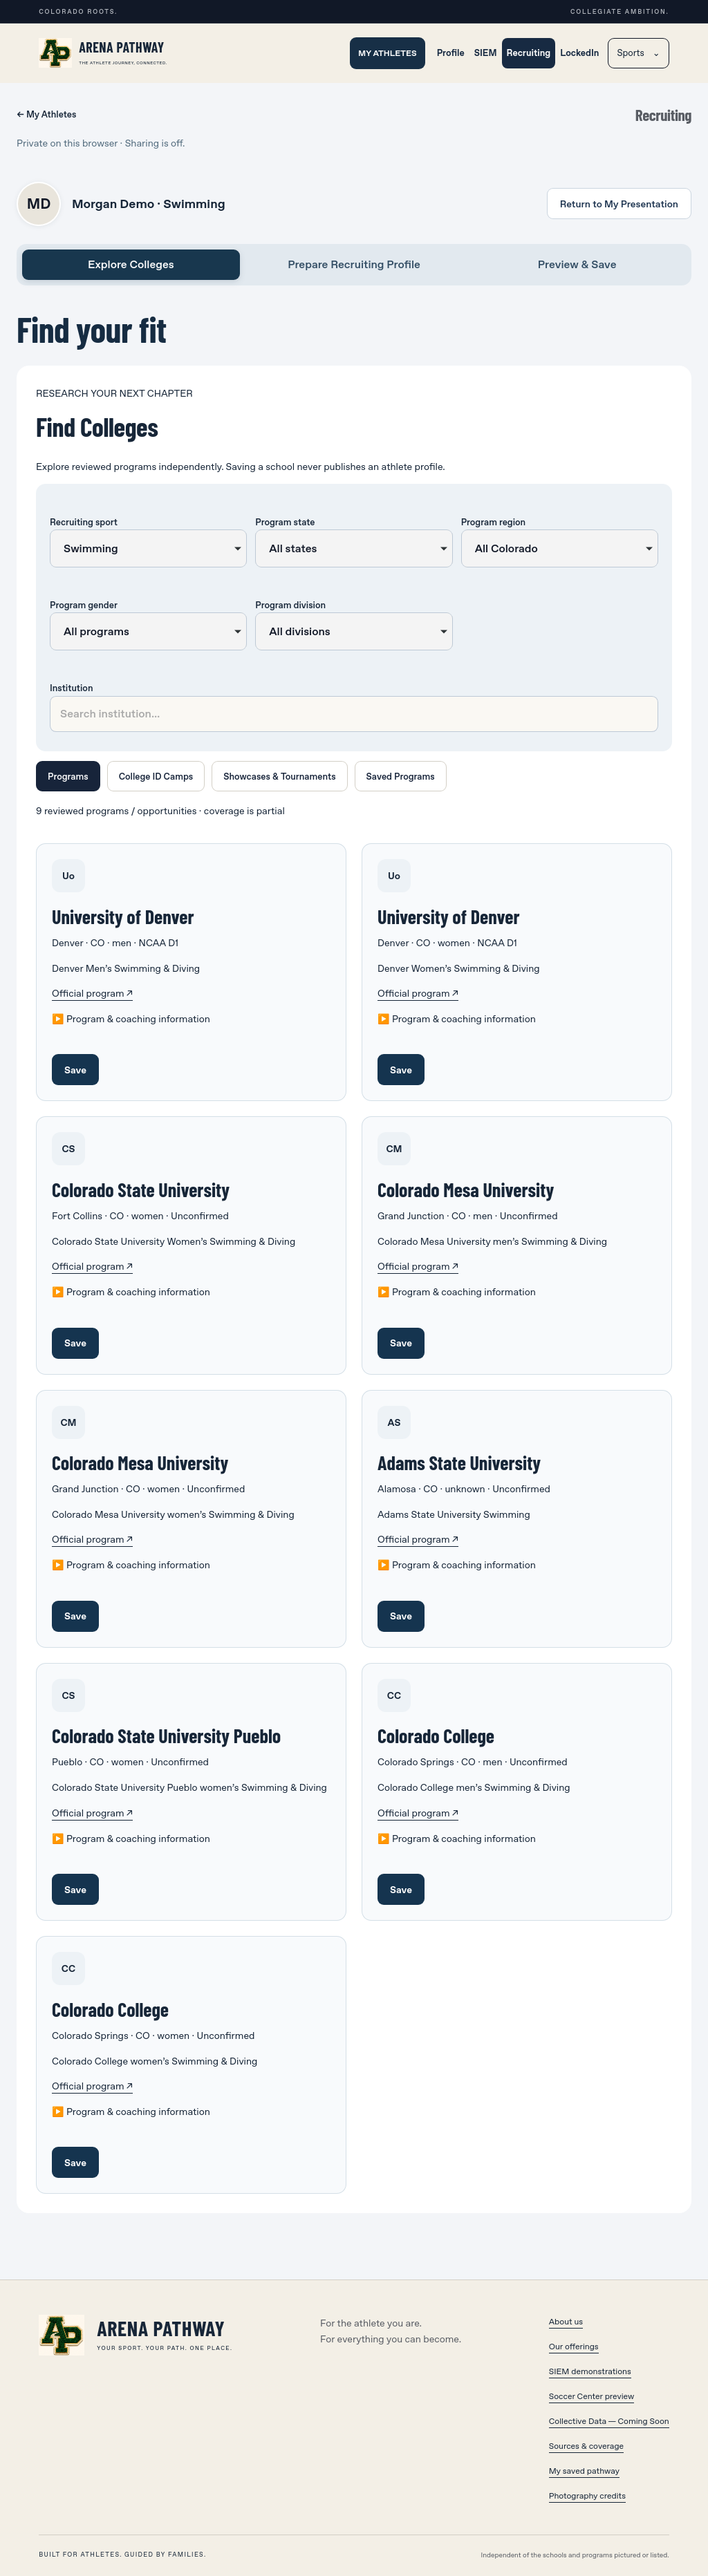 COLORADO ROOTS.
COLLEGIATE AMBITION.
AP
ARENA PATHWAY
THE ATHLETE JOURNEY, CONNECTED.
MY ATHLETES
Profile
SIEM
Recruiting
LockedIn
Sports
← My Athletes
Recruiting
Private on this browser · Sharing is off.
MD
Morgan Demo · Swimming
Return to My Presentation
Explore Colleges
Prepare Recruiting Profile
Preview & Save
Find your fit
RESEARCH YOUR NEXT CHAPTER
Find Colleges
Explore reviewed programs independently. Saving a school never publishes an athlete profile.
Recruiting sport
Program state
Program region
Swimming
All states
All Colorado
Program gender
Program division
All programs
All divisions
Institution
Search institution...
Programs
College ID Camps
Showcases & Tournaments
Saved Programs
9 reviewed programs / opportunities · coverage is partial
Uo
University of Denver
Denver · CO · men · NCAA D1
Denver Men's Swimming & Diving
Official program ↗
▶ Program & coaching information
Save
Uo
University of Denver
Denver · CO · women · NCAA D1
Denver Women's Swimming & Diving
Official program ↗
▶ Program & coaching information
Save
CS
Colorado State University
Fort Collins · CO · women · Unconfirmed
Colorado State University Women's Swimming & Diving
Official program ↗
▶ Program & coaching information
Save
CM
Colorado Mesa University
Grand Junction · CO · men · Unconfirmed
Colorado Mesa University men's Swimming & Diving
Official program ↗
▶ Program & coaching information
Save
CM
Colorado Mesa University
Grand Junction · CO · women · Unconfirmed
Colorado Mesa University women's Swimming & Diving
Official program ↗
▶ Program & coaching information
Save
AS
Adams State University
Alamosa · CO · unknown · Unconfirmed
Adams State University Swimming
Official program ↗
▶ Program & coaching information
Save
CS
Colorado State University Pueblo
Pueblo · CO · women · Unconfirmed
Colorado State University Pueblo women's Swimming & Diving
Official program ↗
▶ Program & coaching information
Save
CC
Colorado College
Colorado Springs · CO · men · Unconfirmed
Colorado College men's Swimming & Diving
Official program ↗
▶ Program & coaching information
Save
CC
Colorado College
Colorado Springs · CO · women · Unconfirmed
Colorado College women's Swimming & Diving
Official program ↗
▶ Program & coaching information
Save
AP
ARENA PATHWAY
YOUR SPORT. YOUR PATH. ONE PLACE.
For the athlete you are.
For everything you can become.
About us
Our offerings
SIEM demonstrations
Soccer Center preview
Collective Data — Coming Soon
Sources & coverage
My saved pathway
Photography credits
BUILT FOR ATHLETES. GUIDED BY FAMILIES.
Independent of the schools and programs pictured or listed.